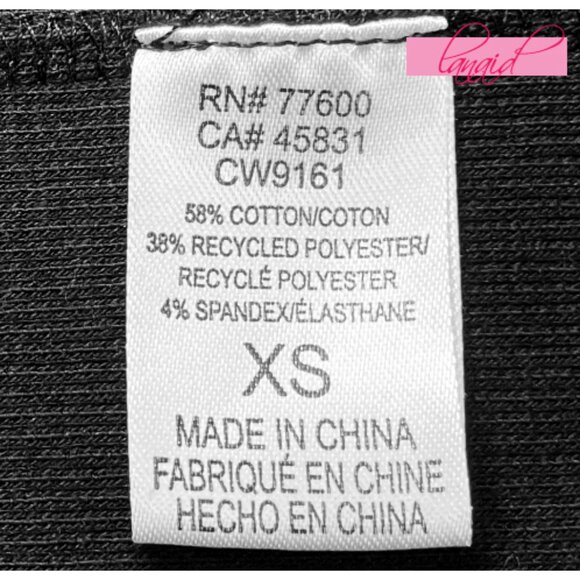 lanaid
RN# 77600
CA# 45831
CW9161
58% COTTON/COTON
38% RECYCLED POLYESTER/
RECYCLÉ POLYESTER
4% SPANDEX/ÉLASTHANE
XS
MADE IN CHINA
FABRIQUÉ EN CHINE
HECHO EN CHINA